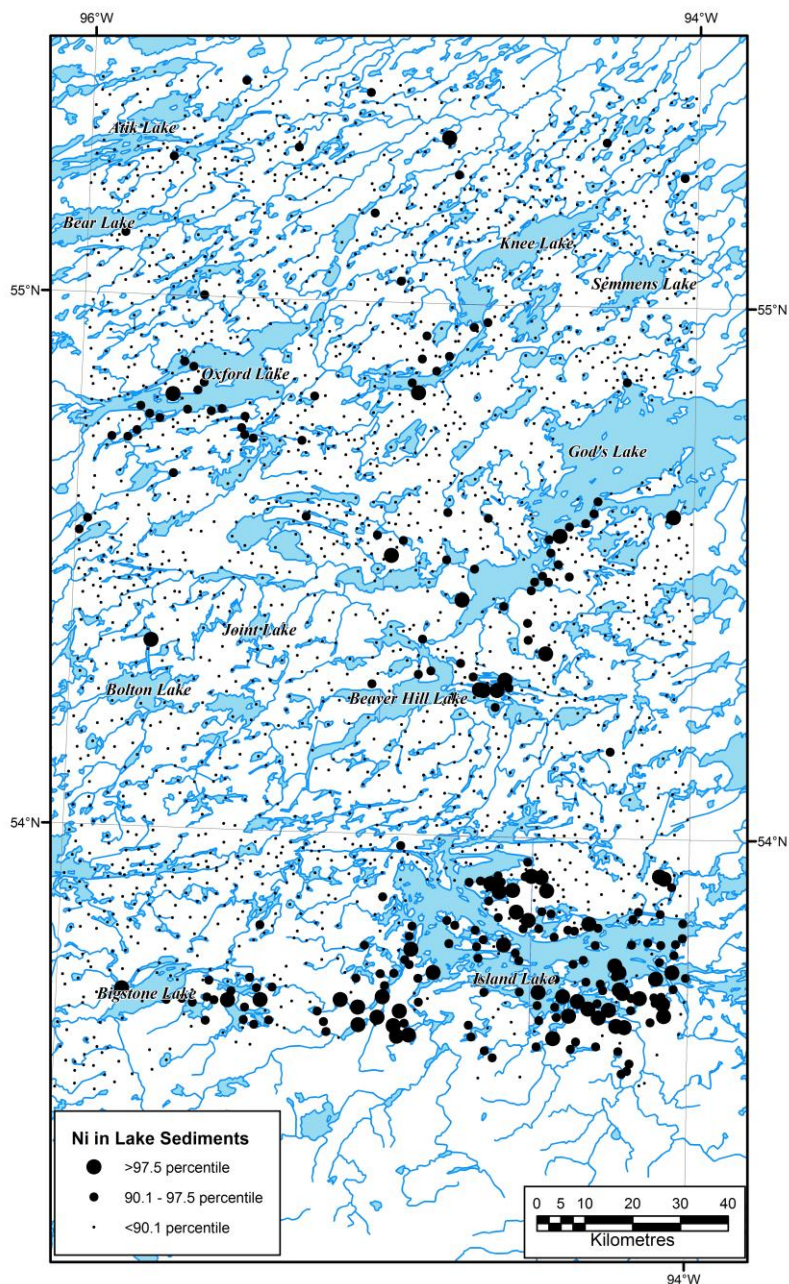 96°W
94°W
Atik Lake
Bear Lake
Knee Lake
Semmens Lake
55°N
55°N
Oxford Lake
God's Lake
Joint Lake
Bolton Lake
Beaver Hill Lake
54°N
54°N
Island Lake
Bigstone Lake
Ni in Lake Sediments
>97.5 percentile
90.1 - 97.5 percentile
<90.1 percentile
0 5 10 20 30 40
Kilometres
94°W